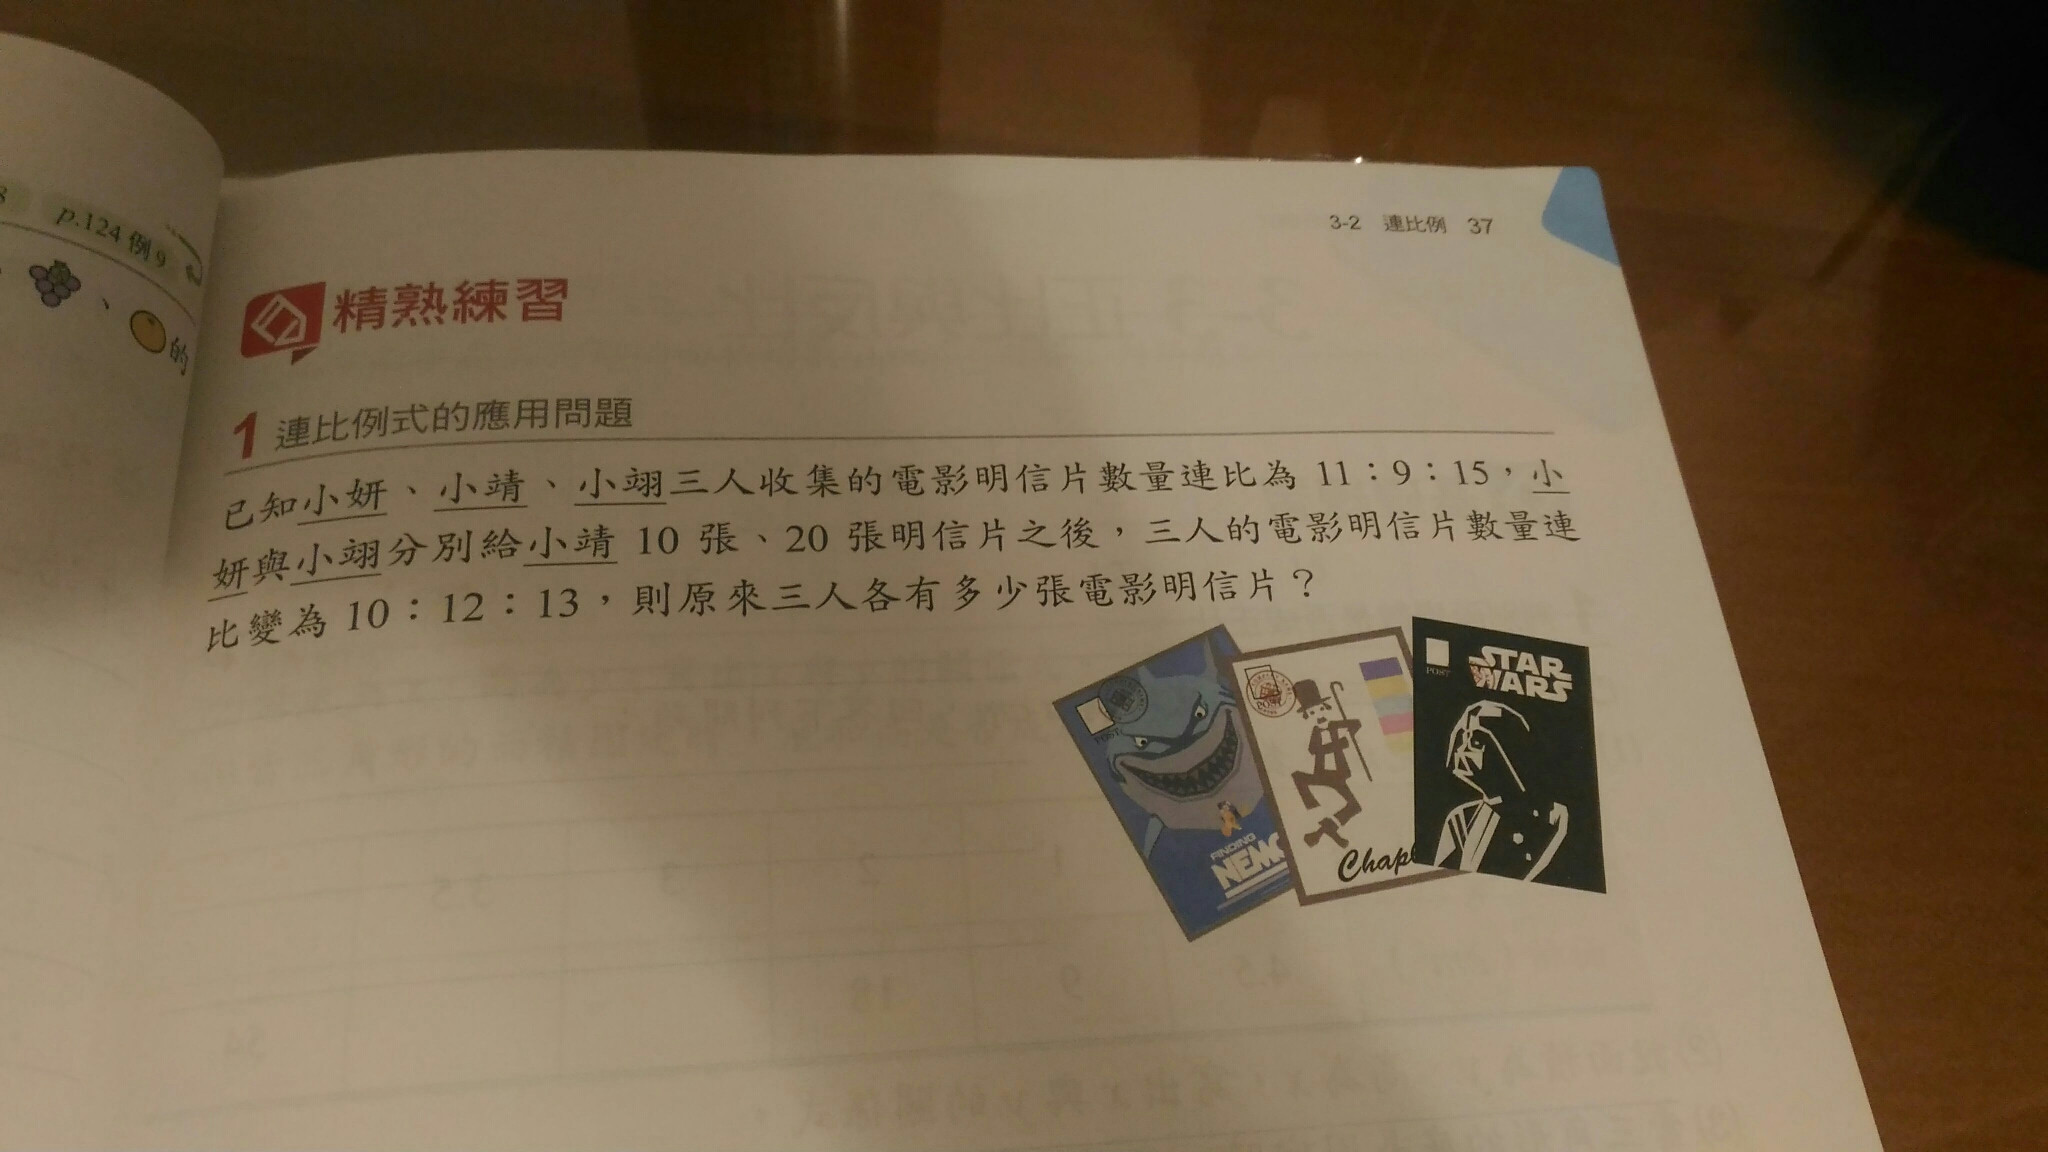 p.124 例 9
、
的
3-2 連比例 37
精熟練習
1 連比例式的應用問題
已知小妍、小靖、小翊三人收集的電影明信片數量連比為 11：9：15，小
妍與小翊分別給小靖 10 張、20 張明信片之後，三人的電影明信片數量連
比變為 10：12：13，則原來三人各有多少張電影明信片？
POST
FINDING
NEMO
POST
Chapl
POST
STAR
WARS